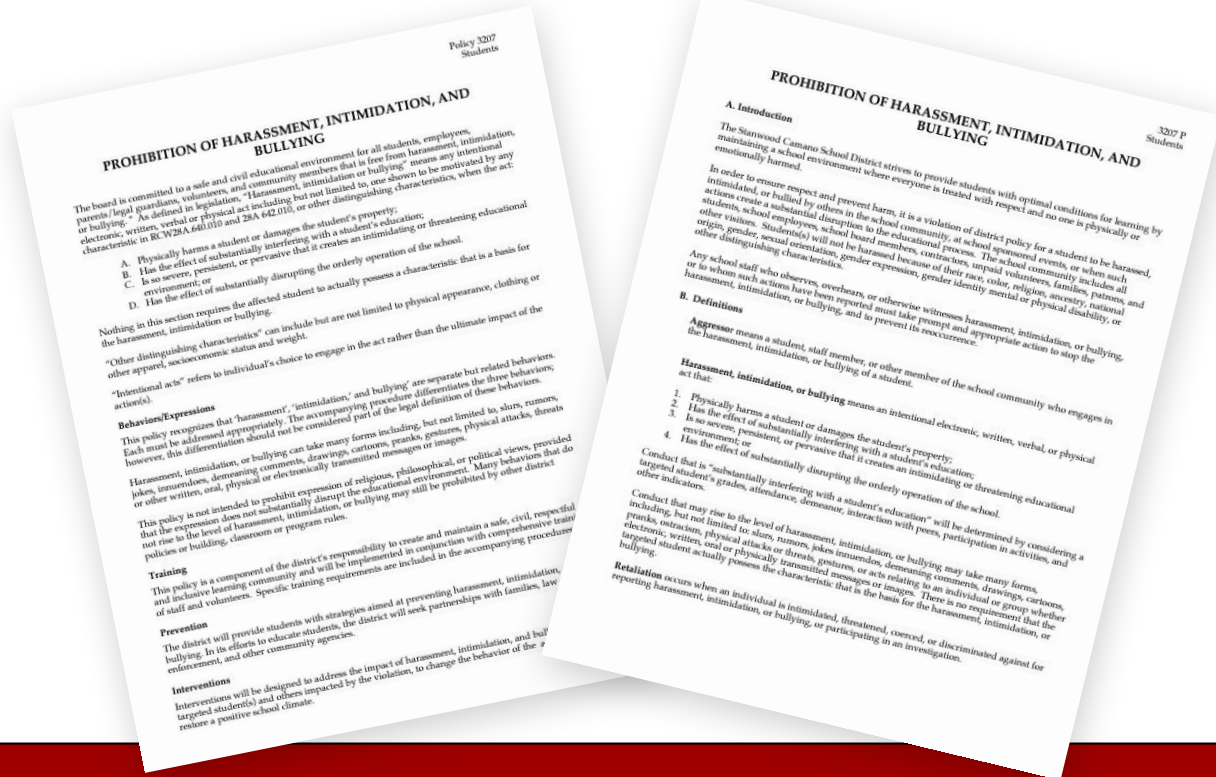 Policy 3207
Students
PROHIBITION OF HARASSMENT, INTIMIDATION, AND
BULLYING
The board is committed to a safe and civil educational environment for all students, employees,
parents/legal guardians, volunteers, and community members that is free from harassment, intimidation,
or bullying. " As defined in legislation, "Harassment, intimidation or bullying" means any intentional
electronic, written, verbal or physical act including but not limited to, one shown to be motivated by any
characteristic in RCW28A.640.010 and 28A 642.010, or other distinguishing characteristics, when the act:
A. Physically harms a student or damages the student's property;
B. Has the effect of substantially interfering with a student's education;
C. Is so severe, persistent, or pervasive that it creates an intimidating or threatening educational
environment; or
D. Has the effect of substantially disrupting the orderly operation of the school.
Nothing in this section requires the affected student to actually possess a characteristic that is a basis for
the harassment, intimidation or bullying.
"Other distinguishing characteristics" can include but are not limited to physical appearance, clothing or
other apparel, socioeconomic status and weight.
"Intentional acts" refers to individual's choice to engage in the act rather than the ultimate impact of the
action(s).
Behaviors/Expressions
This policy recognizes that 'harassment', 'intimidation,' and bullying' are separate but related behaviors.
Each must be addressed appropriately. The accompanying procedure differentiates the three behaviors;
however, this differentiation should not be considered part of the legal definition of these behaviors.
Harassment, intimidation, or bullying can take many forms including, but not limited to, slurs, rumors,
jokes, innuendoes, demeaning comments, drawings, cartoons, pranks, gestures, physical attacks, threats
or other written, oral, physical or electronically transmitted messages or images.
This policy is not intended to prohibit expression of religious, philosophical, or political views, provided
that the expression does not substantially disrupt the educational environment. Many behaviors that do
not rise to the level of harassment, intimidation, or bullying may still be prohibited by other district
policies or building, classroom or program rules.
Training
This policy is a component of the district's responsibility to create and maintain a safe, civil, respectful
and inclusive learning community and will be implemented in conjunction with comprehensive train
of staff and volunteers. Specific training requirements are included in the accompanying procedures
Prevention
The district will provide students with strategies aimed at preventing harassment, intimidation,
bullying. In its efforts to educate students, the district will seek partnerships with families, law
enforcement, and other community agencies.
Interventions
Interventions will be designed to address the impact of harassment, intimidation, and bull
targeted student(s) and others impacted by the violation, to change the behavior of the
restore a positive school climate.
3207 P
Students
PROHIBITION OF HARASSMENT, INTIMIDATION, AND
BULLYING
A. Introduction
The Stanwood Camano School District strives to provide students with optimal conditions for learning by
maintaining a school environment where everyone is treated with respect and no one is physically or
emotionally harmed.
In order to ensure respect and prevent harm, it is a violation of district policy for a student to be harassed,
intimidated, or bullied by others in the school community, at school sponsored events, or when such
actions create a substantial disruption to the educational process. The school community includes all
students, school employees, school board members, contractors, unpaid volunteers, families, patrons, and
other visitors. Students(s) will not be harassed because of their race, color, religion, ancestry, national
origin, gender, sexual orientation, gender expression, gender identity mental or physical disability, or
other distinguishing characteristics.
Any school staff who observes, overhears, or otherwise witnesses harassment, intimidation, or bullying,
or to whom such actions have been reported must take prompt and appropriate action to stop the
harassment, intimidation, or bullying, and to prevent its reoccurrence.
B. Definitions
Aggressor means a student, staff member, or other member of the school community who engages in
the harassment, intimidation, or bullying of a student.
Harassment, intimidation, or bullying means an intentional electronic, written, verbal, or physical
act that:
1. Physically harms a student or damages the student's property;
2. Has the effect of substantially interfering with a student's education;
3. Is so severe, persistent, or pervasive that it creates an intimidating or threatening educational
environment; or
4. Has the effect of substantially disrupting the orderly operation of the school.
Conduct that is "substantially interfering with a student's education" will be determined by considering a
targeted student's grades, attendance, demeanor, interaction with peers, participation in activities, and
other indicators.
Conduct that may rise to the level of harassment, intimidation, or bullying may take many forms,
including, but not limited to: slurs, rumors, jokes innuendos, demeaning comments, drawings, cartoons,
pranks, ostracism, physical attacks or threats, gestures, or acts relating to an individual or group whether
electronic, written, oral or physically transmitted messages or images. There is no requirement that the
targeted student actually possess the characteristic that is the basis for the harassment, intimidation, or
bullying.
Retaliation occurs when an individual is intimidated, threatened, coerced, or discriminated against for
reporting harassment, intimidation, or bullying, or participating in an investigation.